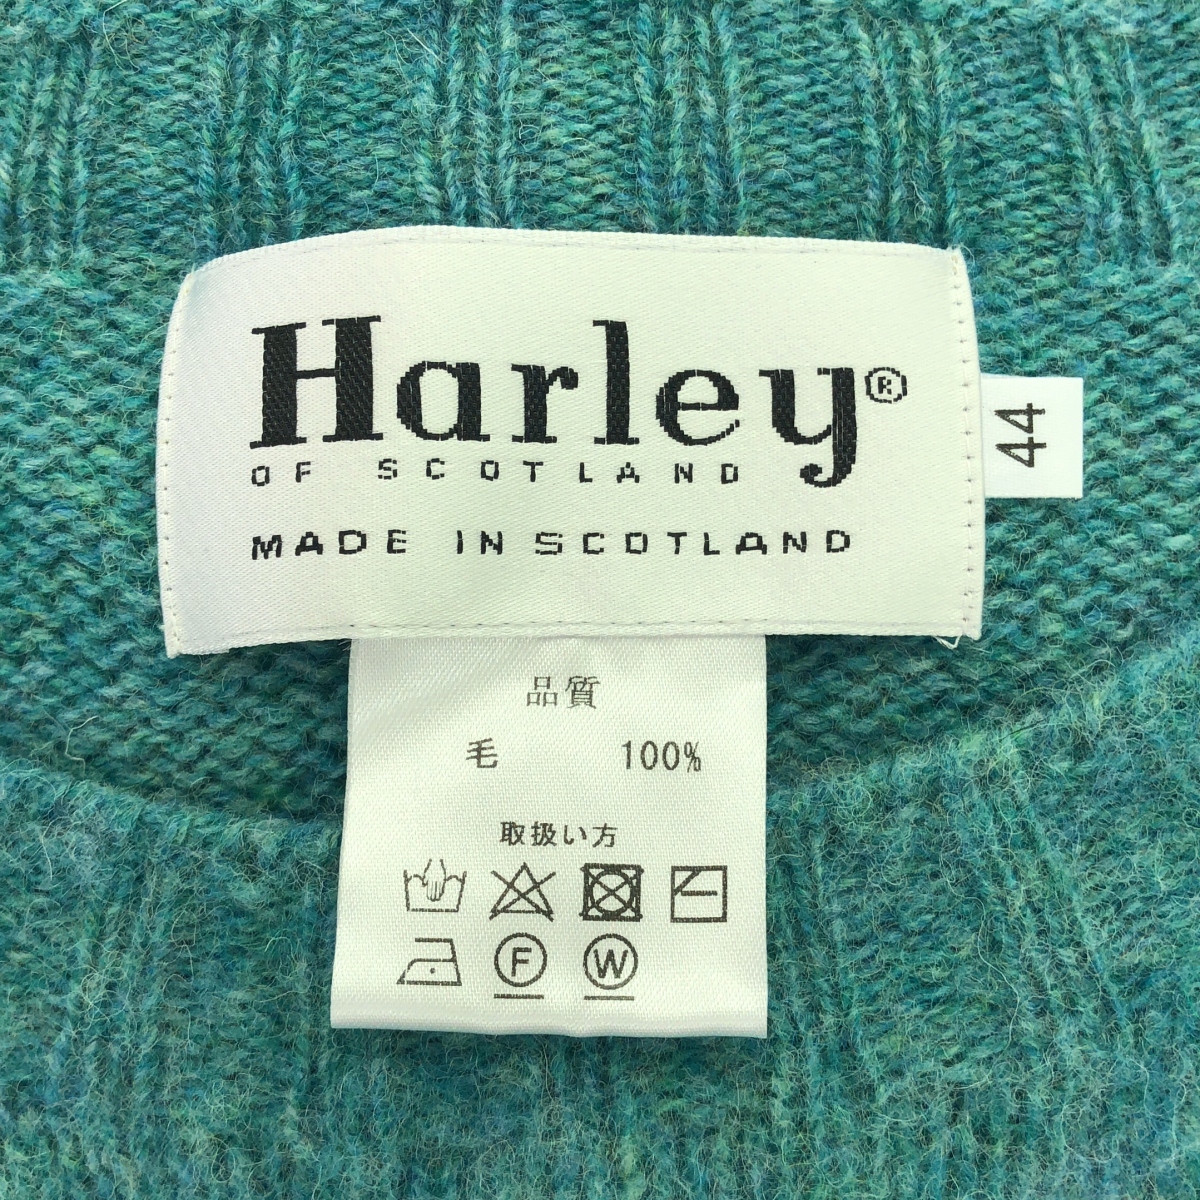 Harley®
OF SCOTLAND
MADE IN SCOTLAND
44
品質
毛 100%
取扱い方
F W